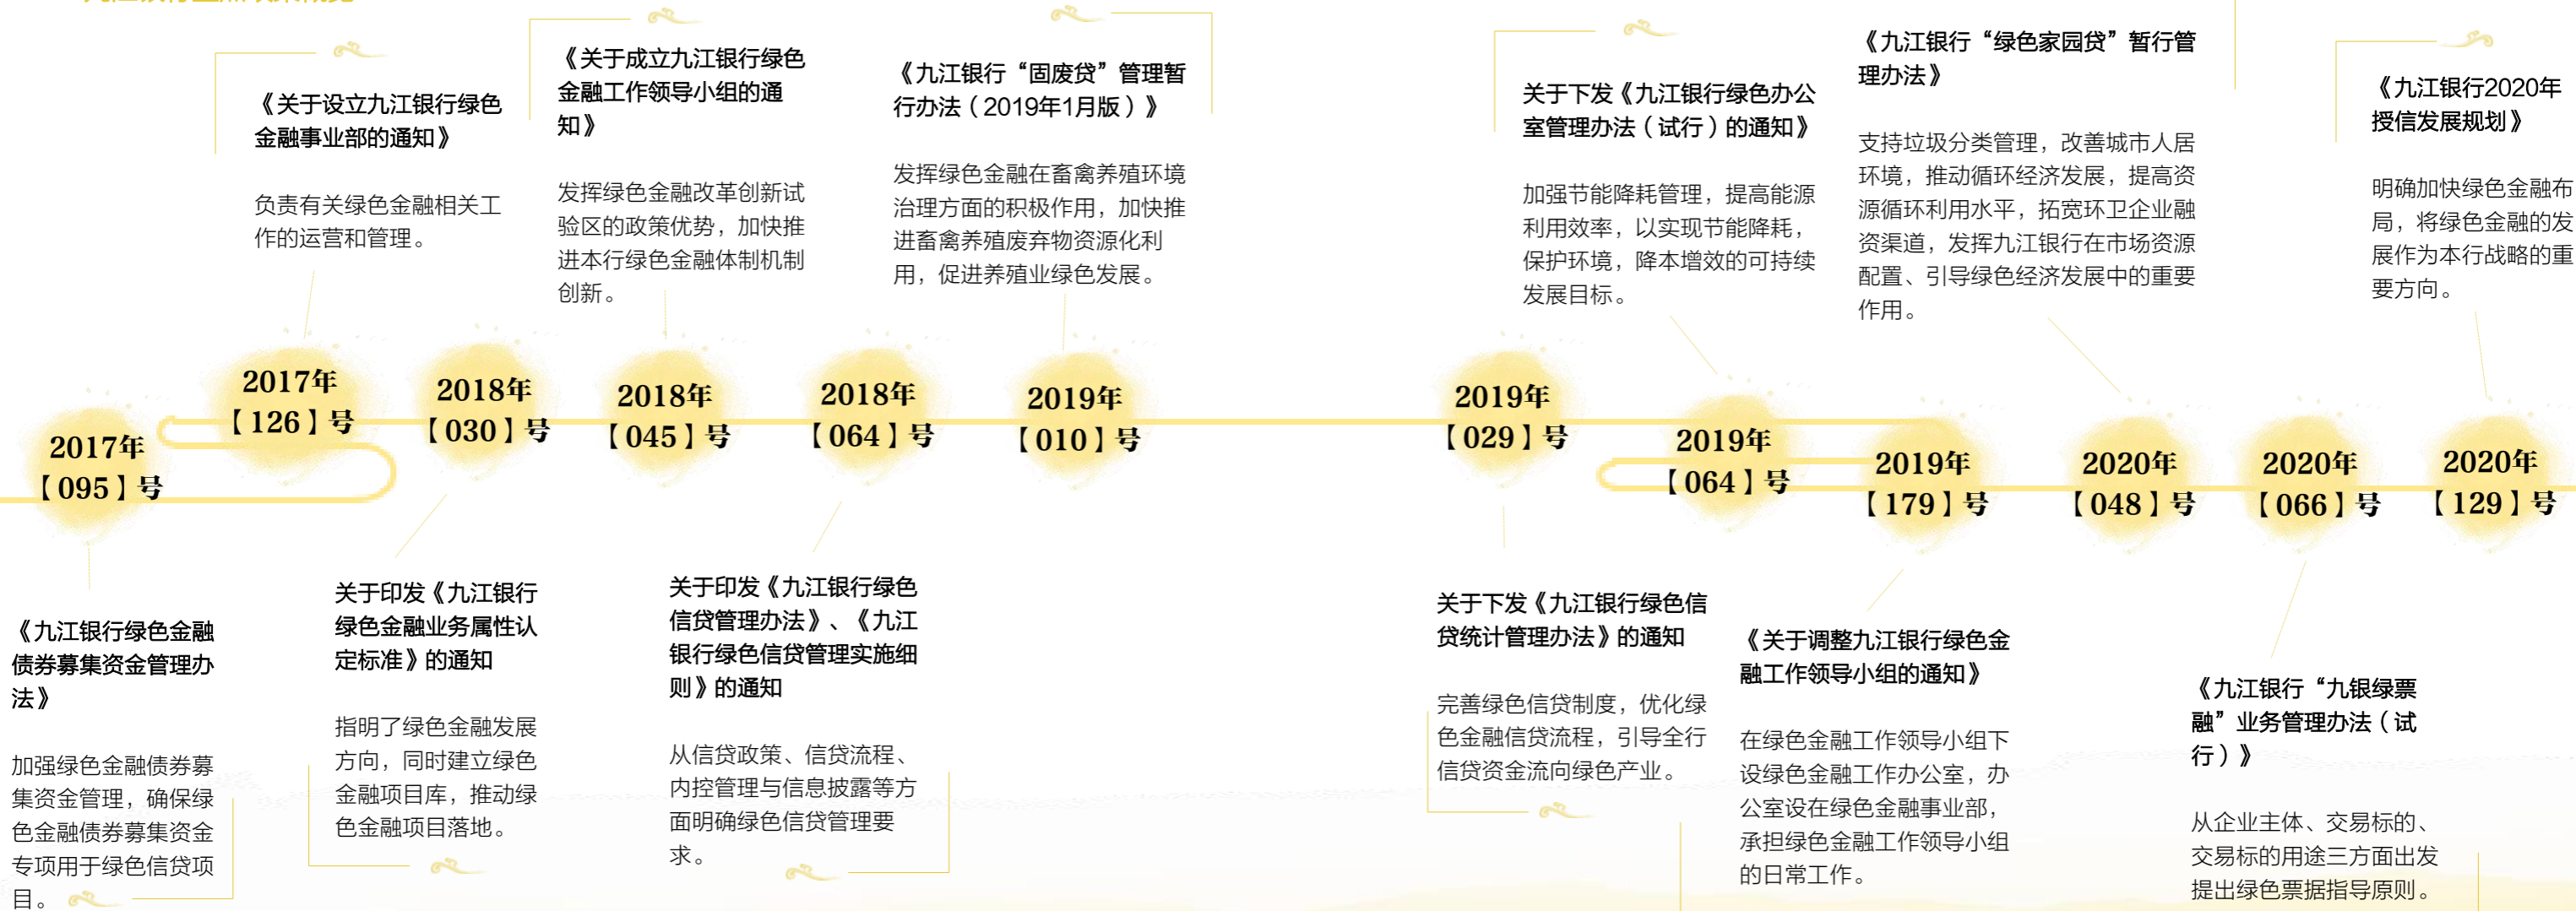 九江银行重点政策概览
《关于设立九江银行绿色
金融事业部的通知》
负责有关绿色金融相关工
作的运营和管理。
《关于成立九江银行绿色
金融工作领导小组的通
知》
发挥绿色金融改革创新试
验区的政策优势，加快推
进本行绿色金融体制机制
创新。
《九江银行“固废贷”管理暂
行办法（2019年1月版）》
发挥绿色金融在畜禽养殖环境
治理方面的积极作用，加快推
进畜禽养殖废弃物资源化利
用，促进养殖业绿色发展。
关于下发《九江银行绿色办公
室管理办法（试行）的通知》
加强节能降耗管理，提高能源
利用效率，以实现节能降耗，
保护环境，降本增效的可持续
发展目标。
《九江银行“绿色家园贷”暂行管
理办法》
支持垃圾分类管理，改善城市人居
环境，推动循环经济发展，提高资
源循环利用水平，拓宽环卫企业融
资渠道，发挥九江银行在市场资源
配置、引导绿色经济发展中的重要
作用。
《九江银行2020年
授信发展规划》
明确加快绿色金融布
局，将绿色金融的发
展作为本行战略的重
要方向。
2017年
【095】号
2017年
【126】号
2018年
【030】号
2018年
【045】号
2018年
【064】号
2019年
【010】号
2019年
【029】号
2019年
【064】号
2019年
【179】号
2020年
【048】号
2020年
【066】号
2020年
【129】号
《九江银行绿色金融
债券募集资金管理办
法》
加强绿色金融债券募
集资金管理，确保绿
色金融债券募集资金
专项用于绿色信贷项
目。
关于印发《九江银行
绿色金融业务属性认
定标准》的通知
指明了绿色金融发展
方向，同时建立绿色
金融项目库，推动绿
色金融项目落地。
关于印发《九江银行绿色
信贷管理办法》、《九江
银行绿色信贷管理实施细
则》的通知
从信贷政策、信贷流程、
内控管理与信息披露等方
面明确绿色信贷管理要
求。
关于下发《九江银行绿色信
贷统计管理办法》的通知
完善绿色信贷制度，优化绿
色金融信贷流程，引导全行
信贷资金流向绿色产业。
《关于调整九江银行绿色金
融工作领导小组的通知》
在绿色金融工作领导小组下
设绿色金融工作办公室，办
公室设在绿色金融事业部，
承担绿色金融工作领导小组
的日常工作。
《九江银行“九银绿票
融”业务管理办法（试
行）》
从企业主体、交易标的、
交易标的用途三方面出发
提出绿色票据指导原则。